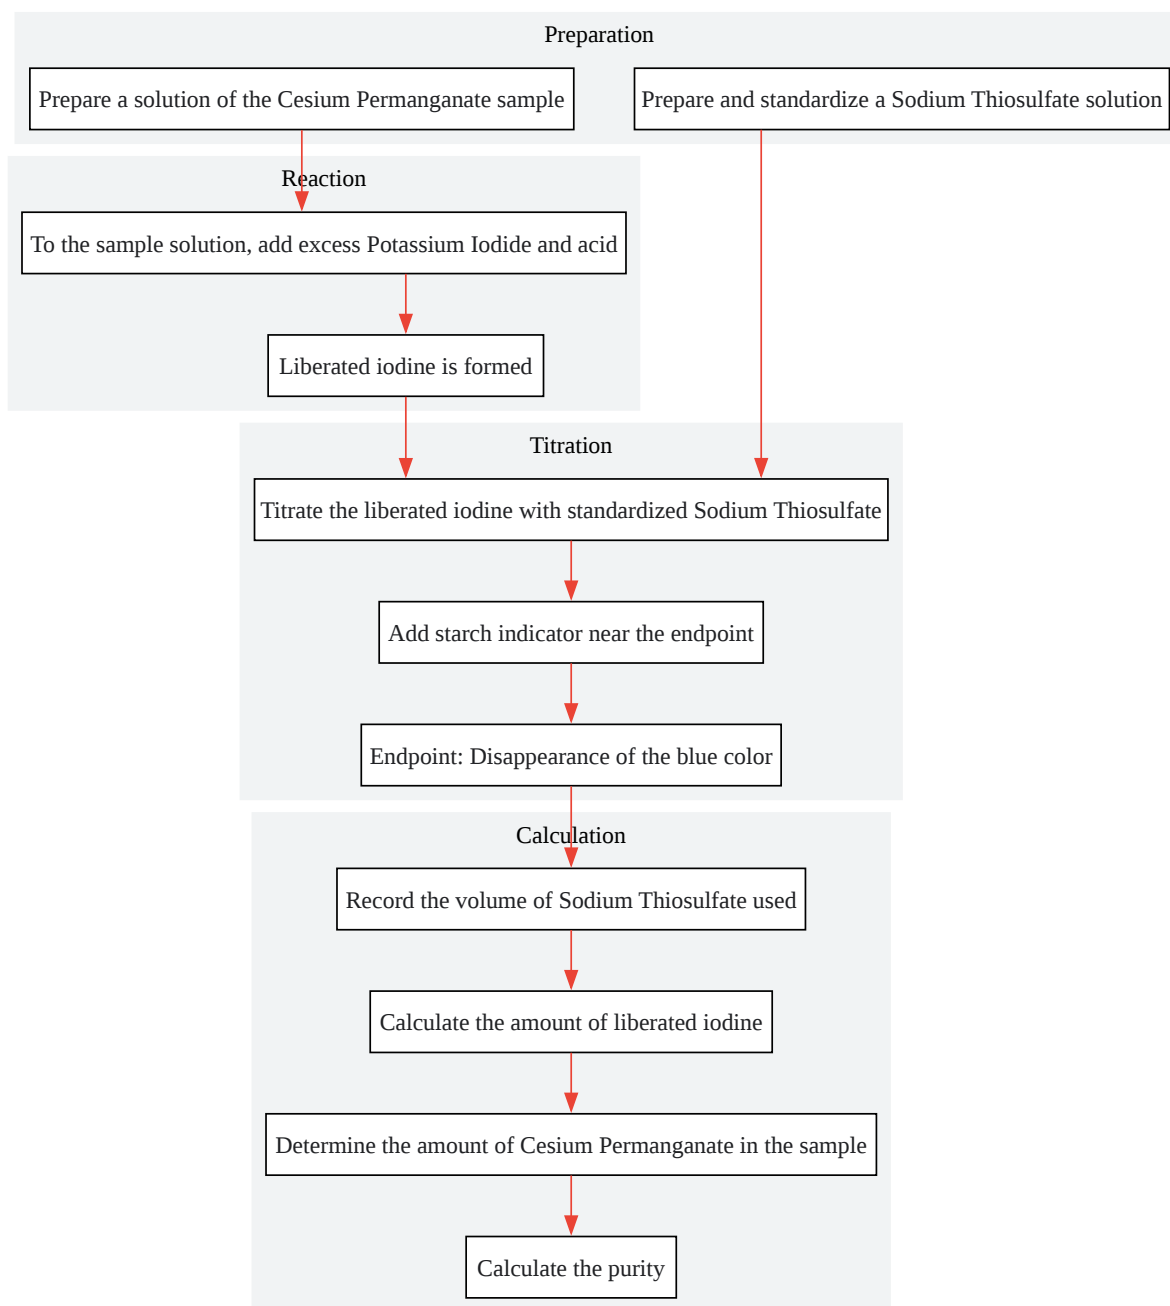 Preparation
Prepare a solution of the Cesium Permanganate sample
Prepare and standardize a Sodium Thiosulfate solution
Reaction
To the sample solution, add excess Potassium Iodide and acid
Liberated iodine is formed
Titration
Titrate the liberated iodine with standardized Sodium Thiosulfate
Add starch indicator near the endpoint
Endpoint: Disappearance of the blue color
Calculation
Record the volume of Sodium Thiosulfate used
Calculate the amount of liberated iodine
Determine the amount of Cesium Permanganate in the sample
Calculate the purity